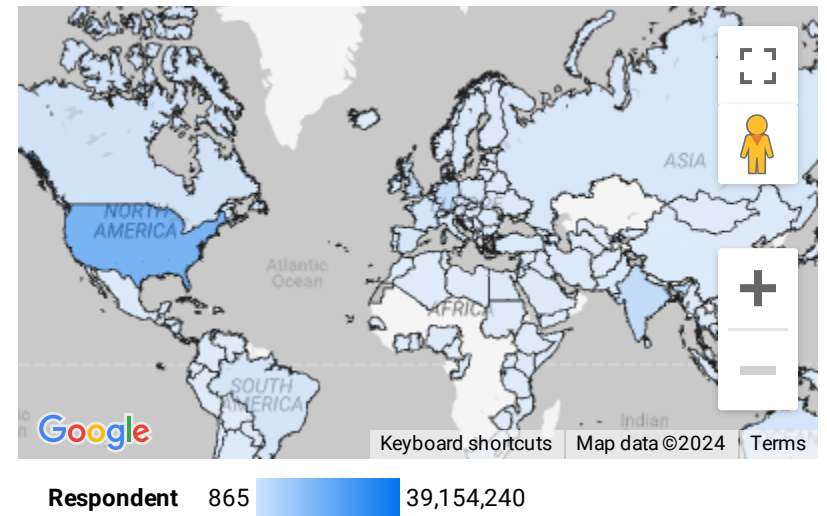 ASIA
NORTH
AMERICA
EUROPE
Atlantic
Ocean
AFRICA
SOUTH
AMERICA
Indian
Google
Keyboard shortcuts
Map data ©2024
Terms
Respondent 865 39,154,240